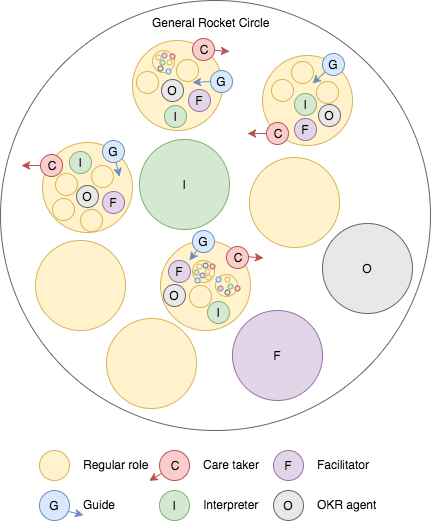 General Rocket Circle
C
G
O
F
I
G
I
O
F
C
G
C
I
O
F
I
G
C
F
O
I
O
F
Regular role
C
Care taker
F
Facilitator
G
Guide
I
Interpreter
O
OKR agent